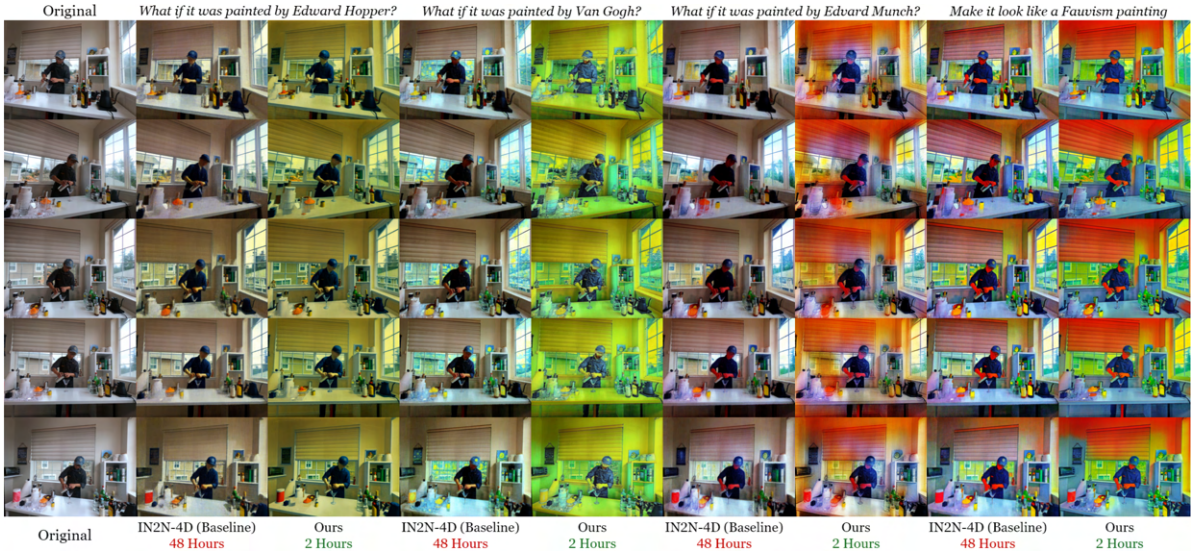 Original
What if it was painted by Edward Hopper?
What if it was painted by Van Gogh?
What if it was painted by Edvard Munch?
Make it look like a Fauvism painting
Original
IN2N-4D (Baseline)
48 Hours
Ours
2 Hours
IN2N-4D (Baseline)
48 Hours
Ours
2 Hours
IN2N-4D (Baseline)
48 Hours
Ours
2 Hours
IN2N-4D (Baseline)
48 Hours
Ours
2 Hours